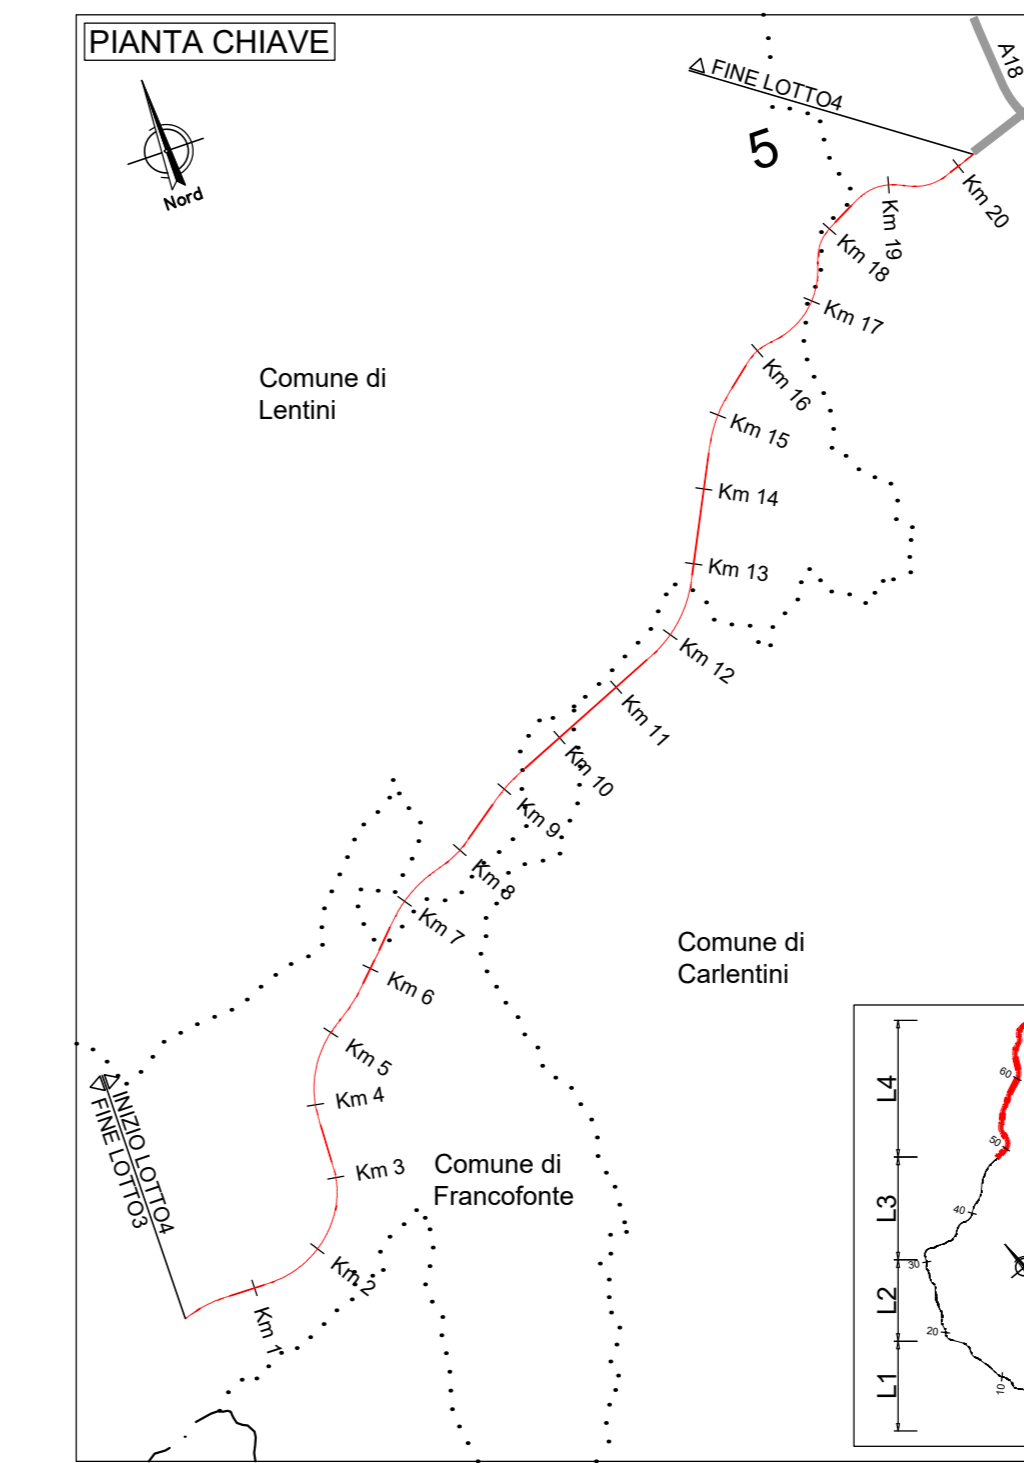 PIANTA CHIAVE
Nord
FINE LOTTO4
A18
5
Km 20
Km 19
Km 18
Km 17
Km 16
Comune di
Lentini
Km 15
Km 14
Km 13
Km 12
Km 11
Km 10
Km 9
Km 8
Km 7
Comune di
Carlentini
Km 6
Km 5
Km 4
INIZIO LOTTO4
FINE LOTTO3
Km 3
Comune di
Francofonte
Km 2
Km 1
L4
60
50
L3
40
30
L2
20
L1
10